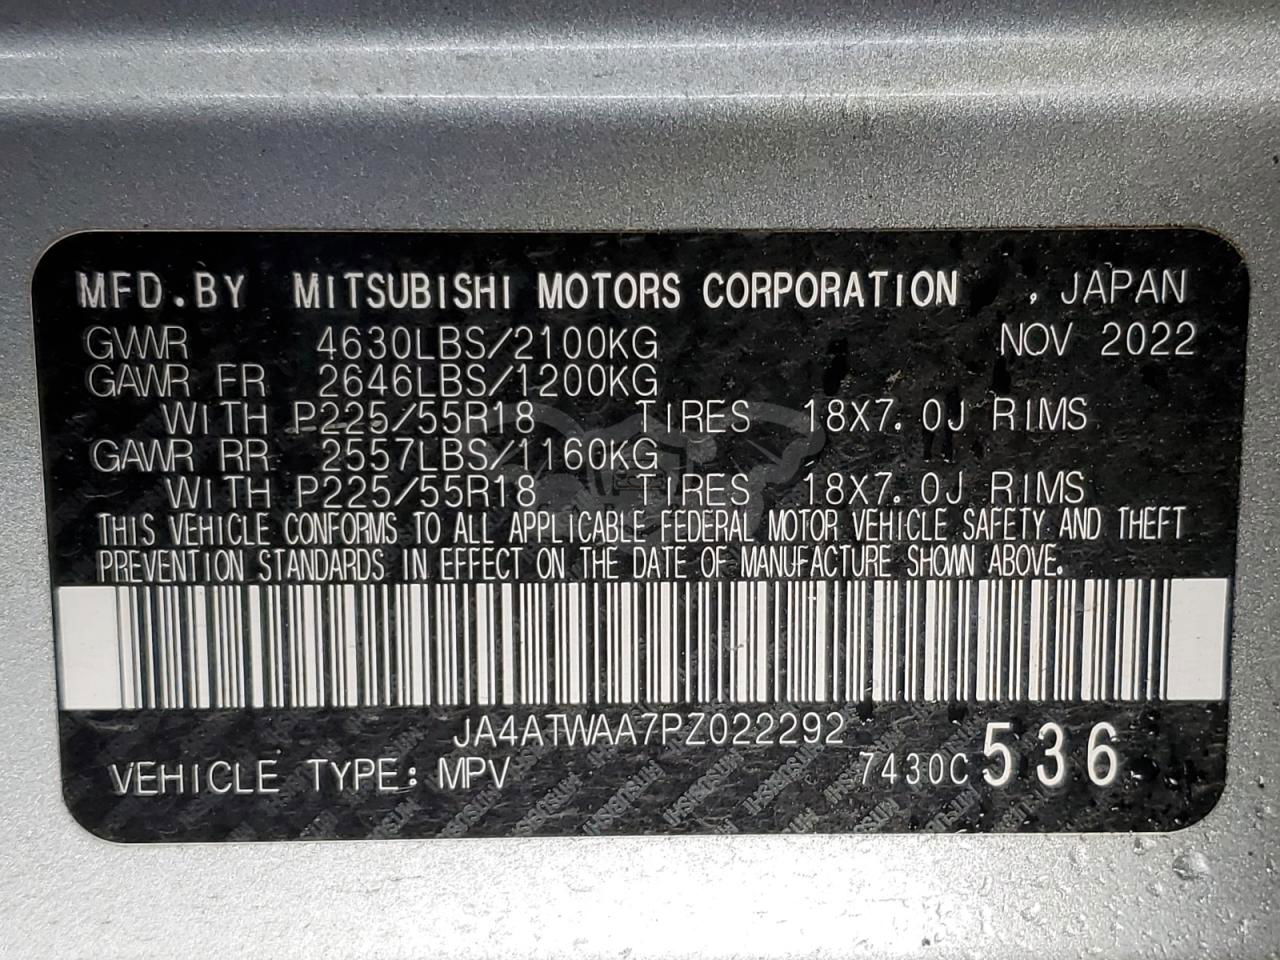 MFD.BY MITSUBISHI MOTORS CORPORATION , JAPAN
GVWR 4630LBS/2100KG NOV 2022
GAWR FR 2646LBS/1200KG
WITH P225/55R18 TIRES 18X7.0J RIMS
GAWR RR 2557LBS/1160KG
WITH P225/55R18 TIRES 18X7.0J RIMS
THIS VEHICLE CONFORMS TO ALL APPLICABLE FEDERAL MOTOR VEHICLE SAFETY AND THEFT
PREVENTION STANDARDS IN EFFECT ON THE DATE OF MANUFACTURE SHOWN ABOVE.
JA4ATWAA7PZ022292
VEHICLE TYPE: MPV 7430C 536